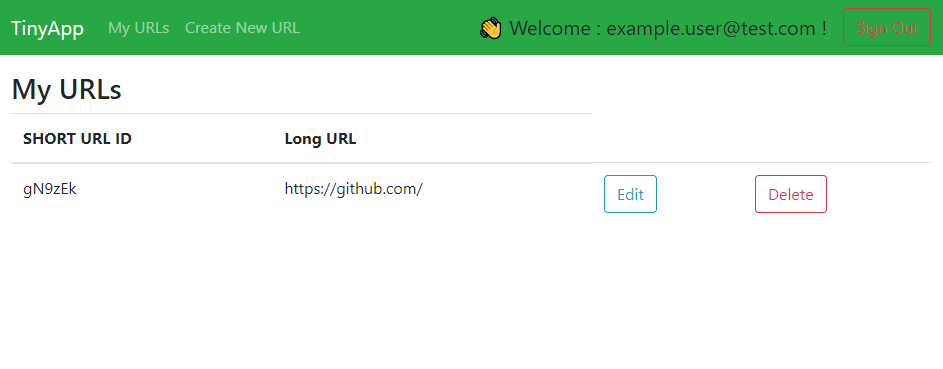 TinyApp My URLs Create New URL 👋 Welcome : example.user@test.com ! Sign Out
My URLs
SHORT URL ID Long URL
gN9zEk https://github.com/ Edit Delete